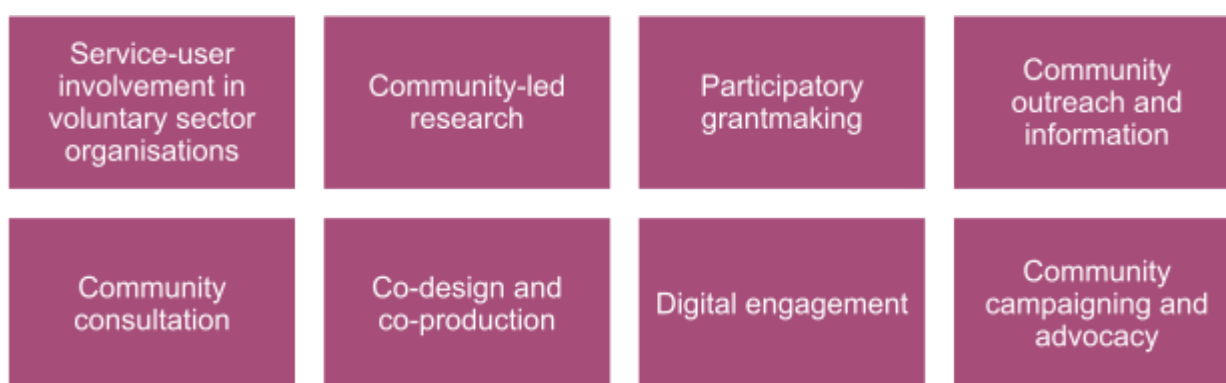 Service-user
involvement in
voluntary sector
organisations
Community-led
research
Participatory
grantmaking
Community
outreach and
information
Community
consultation
Co-design and
co-production
Digital engagement
Community
campaigning and
advocacy